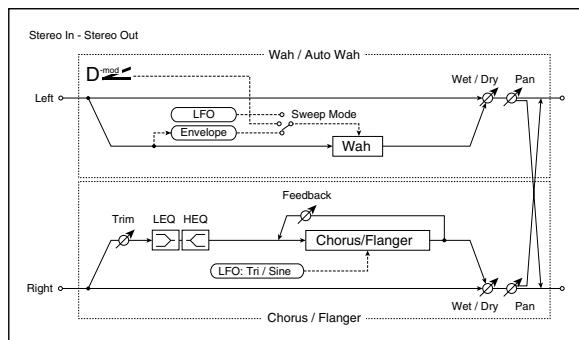 Stereo In - Stereo Out
Wah / Auto Wah
D-mod
Wet / Dry
Pan
Left
LFO
Sweep Mode
Envelope
Wah
Feedback
Trim
LEQ
HEQ
Chorus/Flanger
LFO: Tri / Sine
Right
Wet / Dry
Pan
Chorus / Flanger